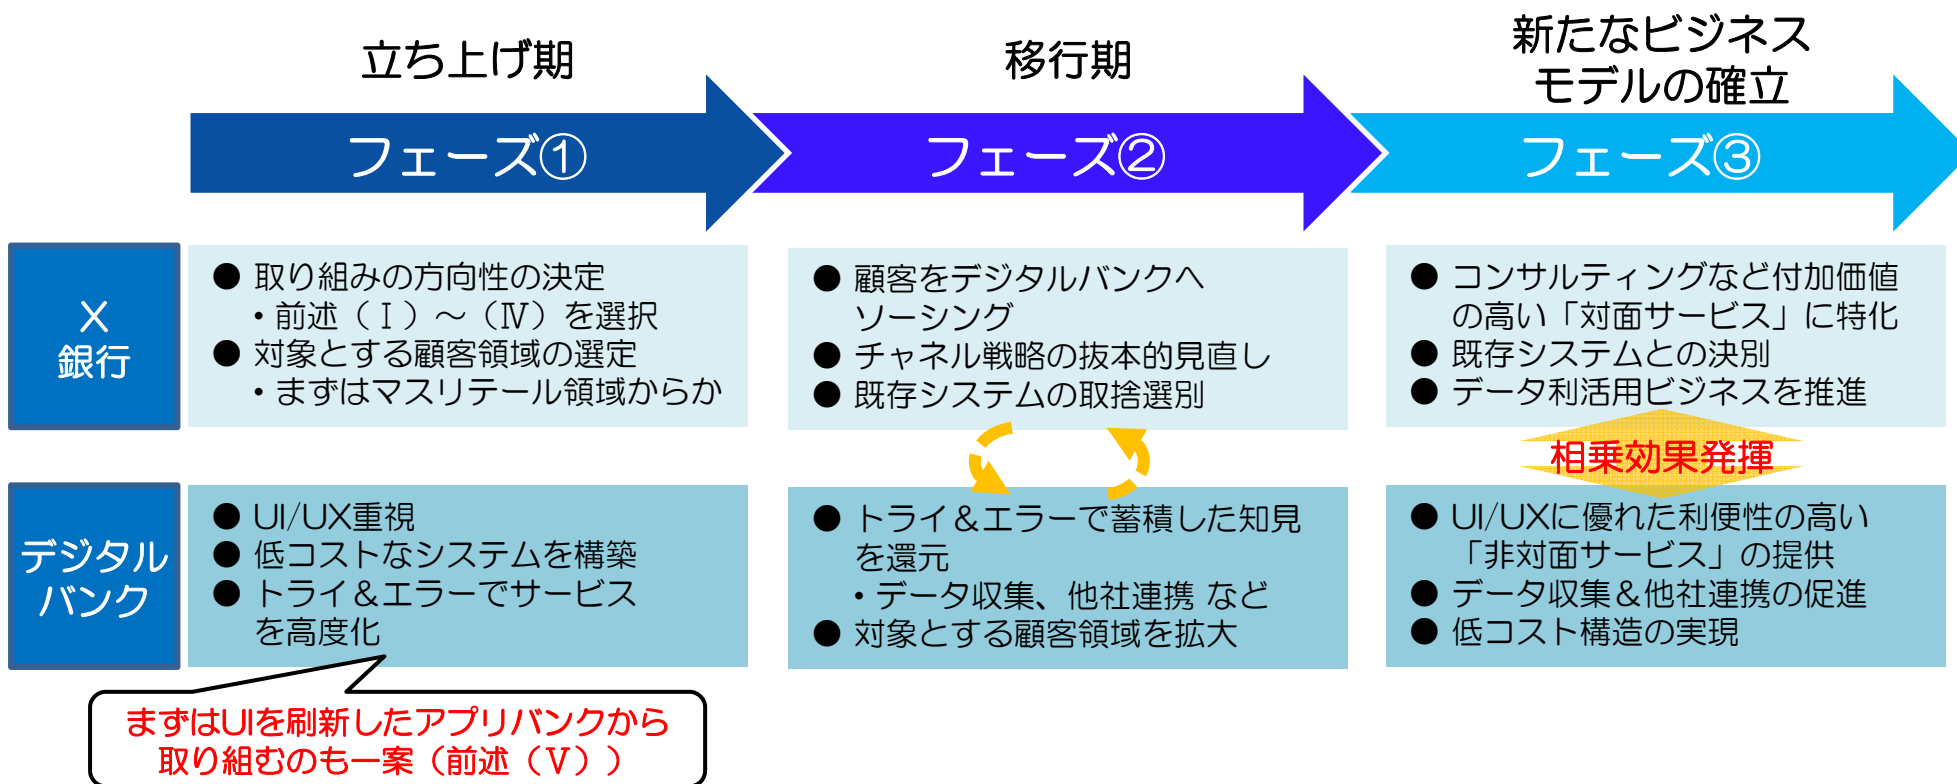 立ち上げ期
移行期
新たなビジネス
モデルの確立
フェーズ①
フェーズ②
フェーズ③
X
銀行
● 取り組みの方向性の決定
・前述（Ⅰ）～（Ⅳ）を選択
● 対象とする顧客領域の選定
・まずはマスリテール領域からか
● 顧客をデジタルバンクへ
ソーシング
● チャネル戦略の抜本的見直し
● 既存システムの取捨選別
● コンサルティングなど付加価値
の高い「対面サービス」に特化
● 既存システムとの決別
● データ利活用ビジネスを推進
相乗効果発揮
デジタル
バンク
● UI/UX重視
● 低コストなシステムを構築
● トライ＆エラーでサービス
を高度化
● トライ＆エラーで蓄積した知見
を還元
・データ収集、他社連携 など
● 対象とする顧客領域を拡大
● UI/UXに優れた利便性の高い
「非対面サービス」の提供
● データ収集＆他社連携の促進
● 低コスト構造の実現
まずはUIを刷新したアプリバンクから
取り組むのも一案（前述（Ⅴ））